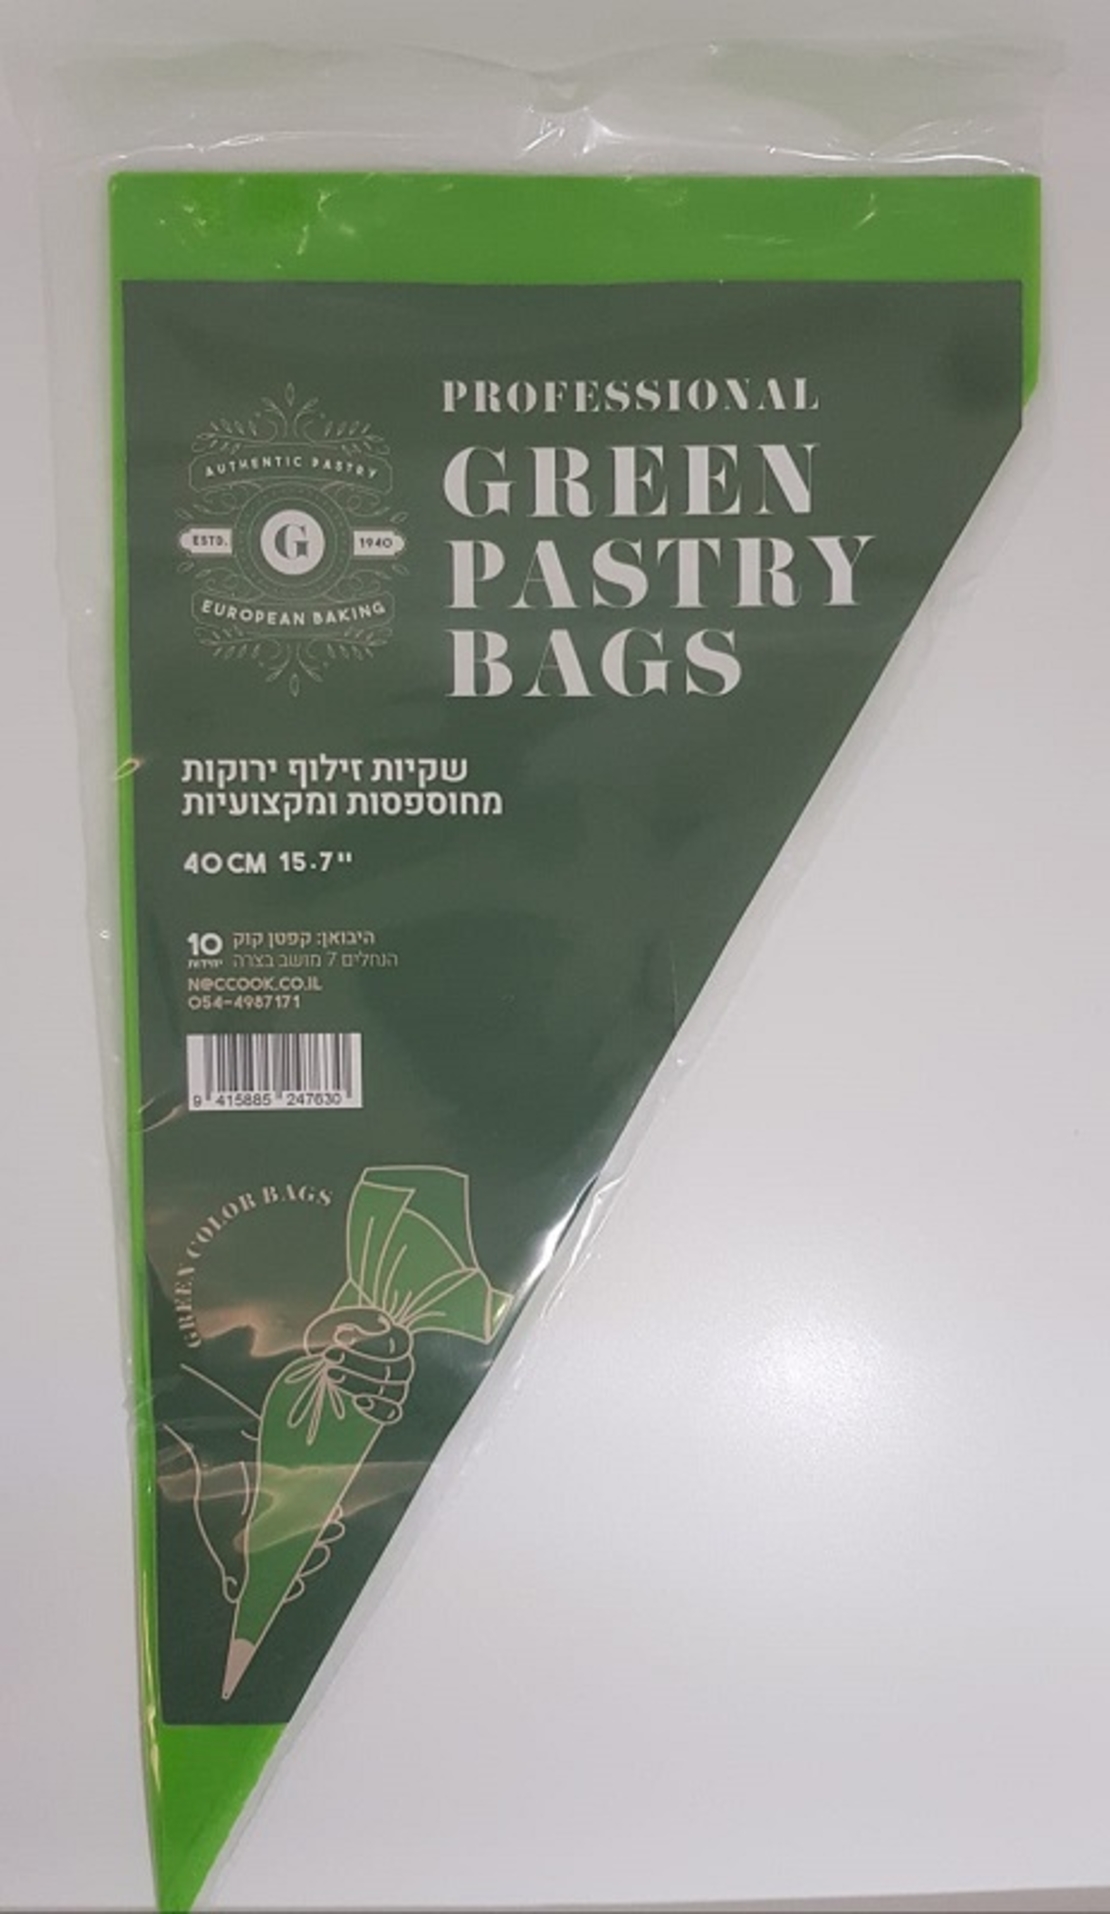 PROFESSIONAL
GREEN
PASTRY
BAGS
AUTHENTIC PASTRY
ESTD. G 1940
EUROPEAN BAKING
שקיות זילוף ירוקות
מחוספסות ומקצועיות
40CM 15.7"
10 יחידות
היבואן: קפטן קוק
הנחלים 7 מושב בצרה
N@CCOOK.CO.IL
054-4987171
9 415885 247630
GREEN COLOR BAGS